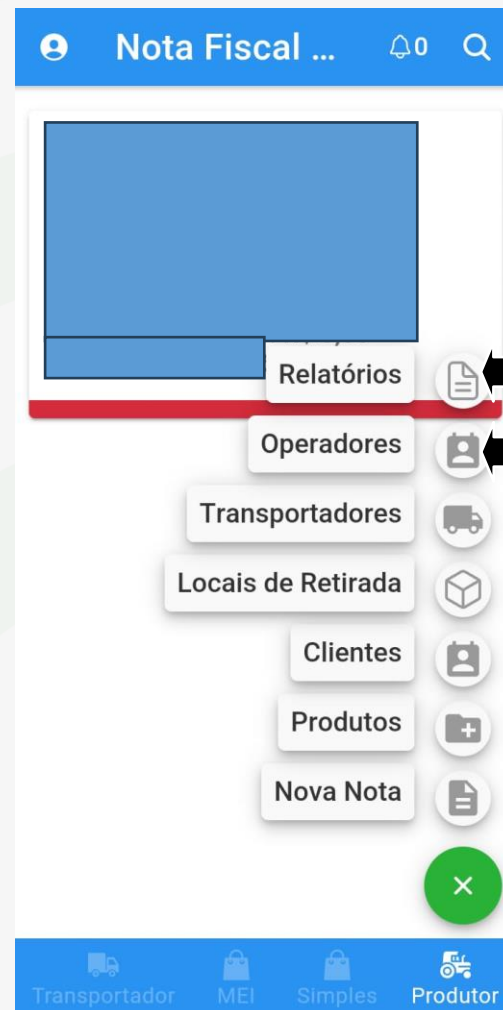 Nota Fiscal ...
0
Relatórios
Operadores
Transportadores
Locais de Retirada
Clientes
Produtos
Nova Nota
Transportador MEI Simples Produtor